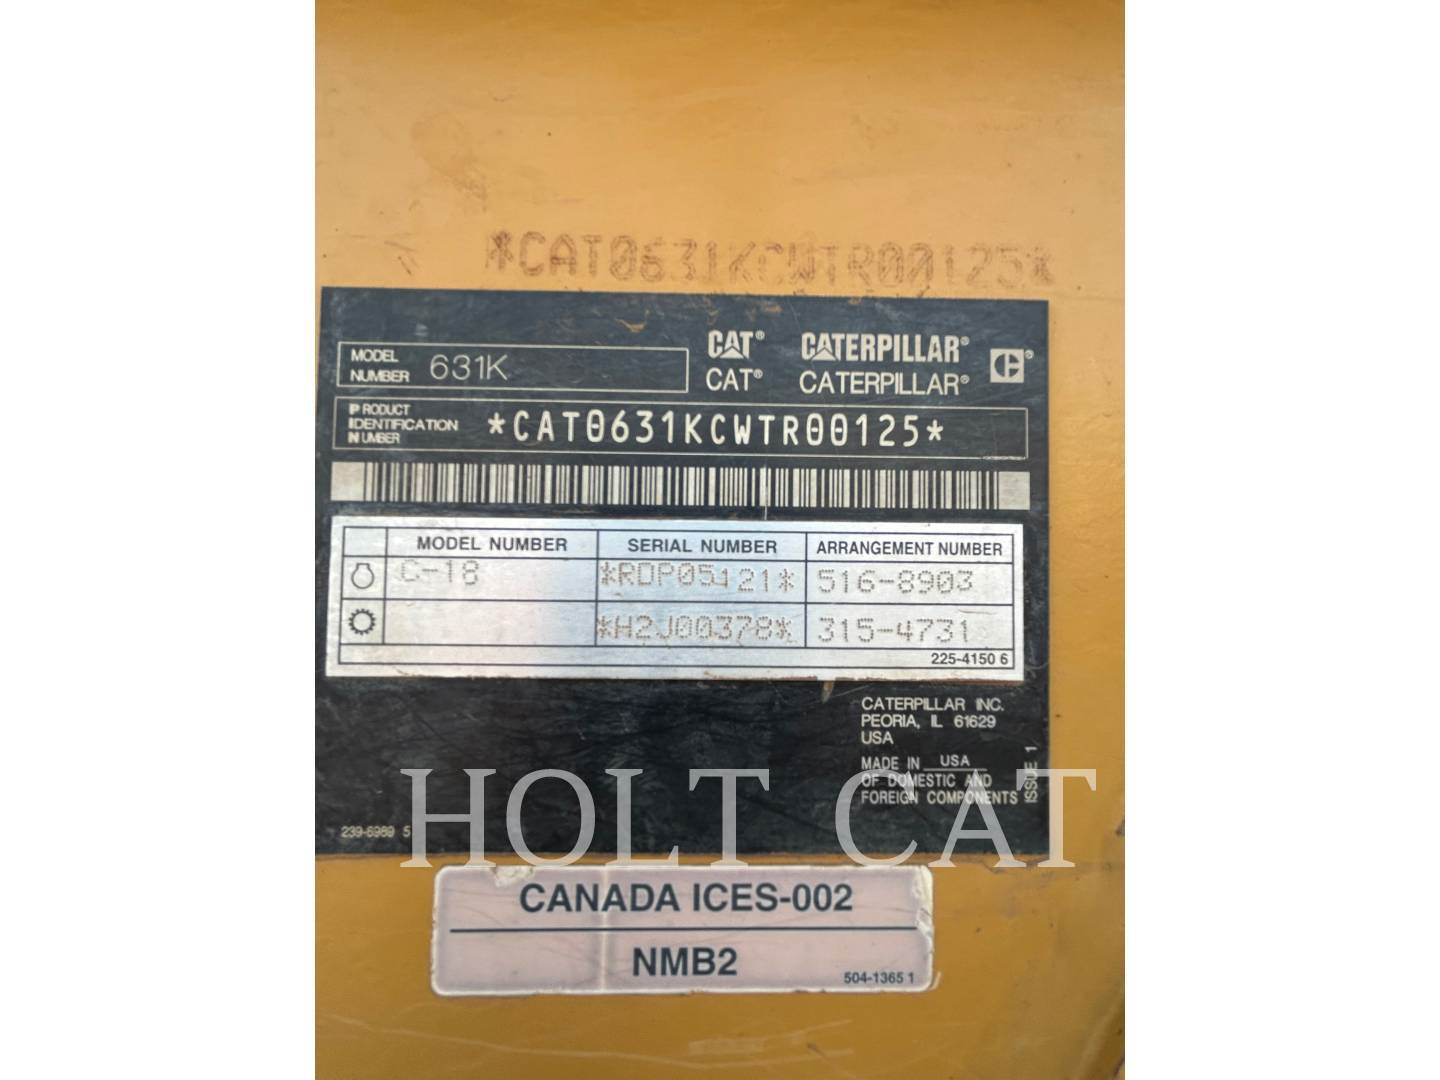 *CAT0631KCWTR00125*
MODEL NUMBER 631K
CAT® CATERPILLAR®
CAT® CATERPILLAR®
PRODUCT IDENTIFICATION NUMBER *CAT0631KCWTR00125*
MODEL NUMBER SERIAL NUMBER ARRANGEMENT NUMBER
C-18 *RDP05121* 516-8903
*H2J00378* 315-4731
225-4150 6
CATERPILLAR INC.
PEORIA, IL 61629
USA
MADE IN USA
OF DOMESTIC AND
FOREIGN COMPONENTS
ISSUE 1
239-6989 5
HOLT CAT
CANADA ICES-002
NMB2
504-1365 1